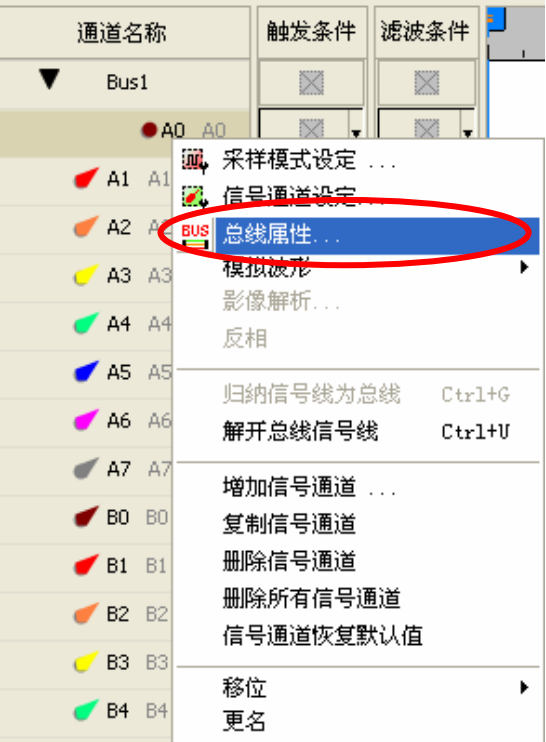 通道名称 触发条件 滤波条件
Bus1
A0 A0
采样模式设定 ...
A1 A1
信号通道设定...
A2 A2
BUS 总线属性...
A3 A3
模拟波形
影像解析...
A4 A4
反相
A5 A5
归纳信号线为总线 Ctrl+G
A6 A6
解开总线信号线 Ctrl+U
A7 A7
增加信号通道 ...
B0 B0
复制信号通道
B1 B1
删除信号通道
B2 B2
删除所有信号通道
信号通道恢复默认值
B3 B3
移位
B4 B4
更名